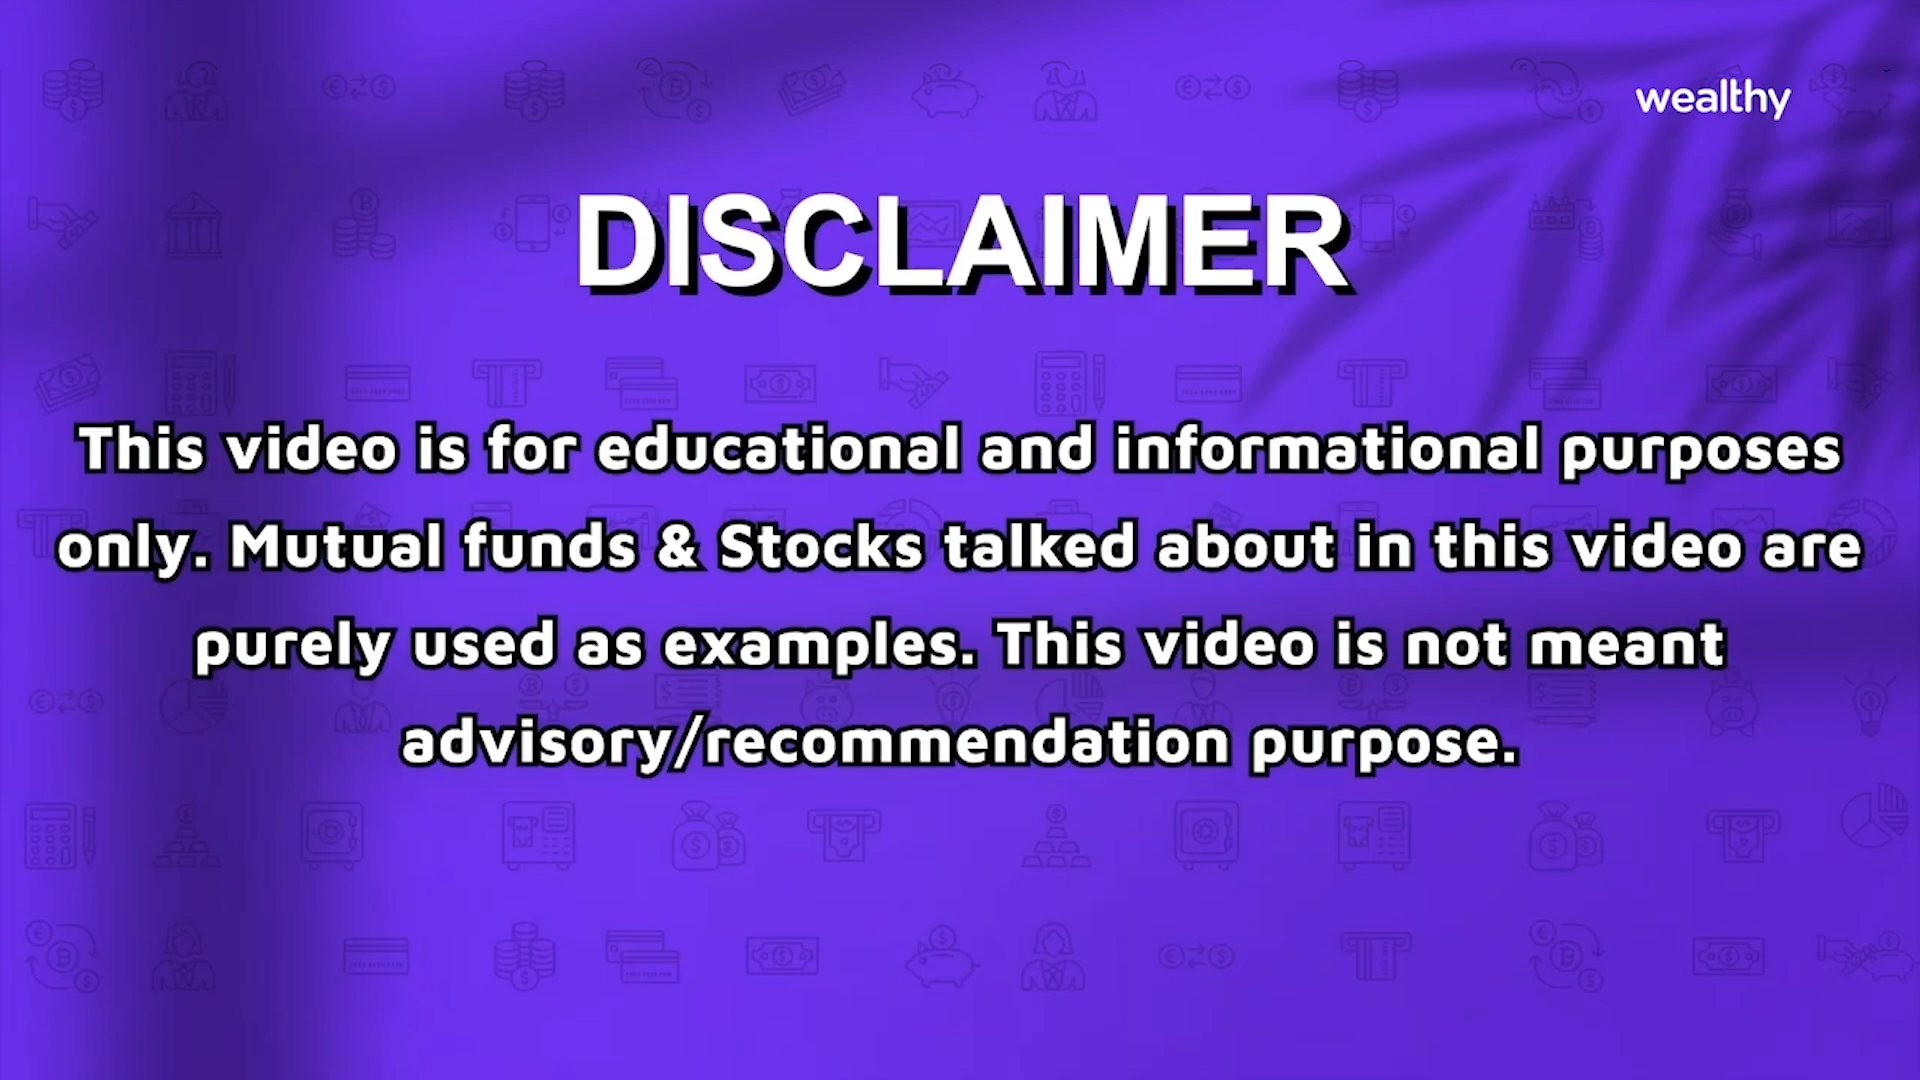 wealthy
DISCLAIMER
This video is for educational and informational purposes
only. Mutual funds & Stocks talked about in this video are
purely used as examples. This video is not meant
advisory/recommendation purpose.